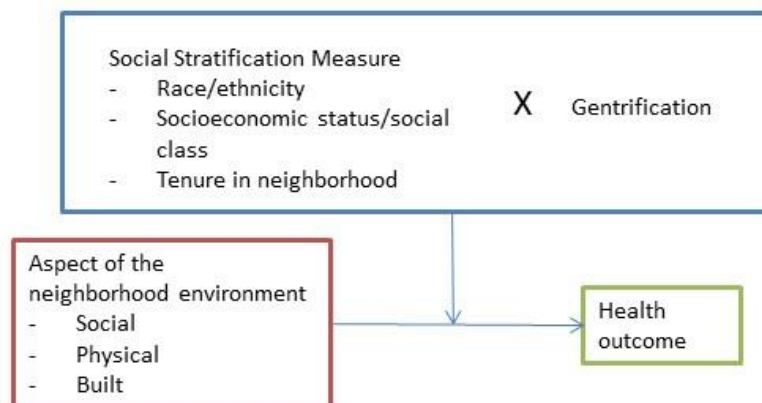 Social Stratification Measure
- Race/ethnicity
- Socioeconomic status/social
class
- Tenure in neighborhood
X Gentrification
Aspect of the
neighborhood environment
- Social
- Physical
- Built
Health
outcome